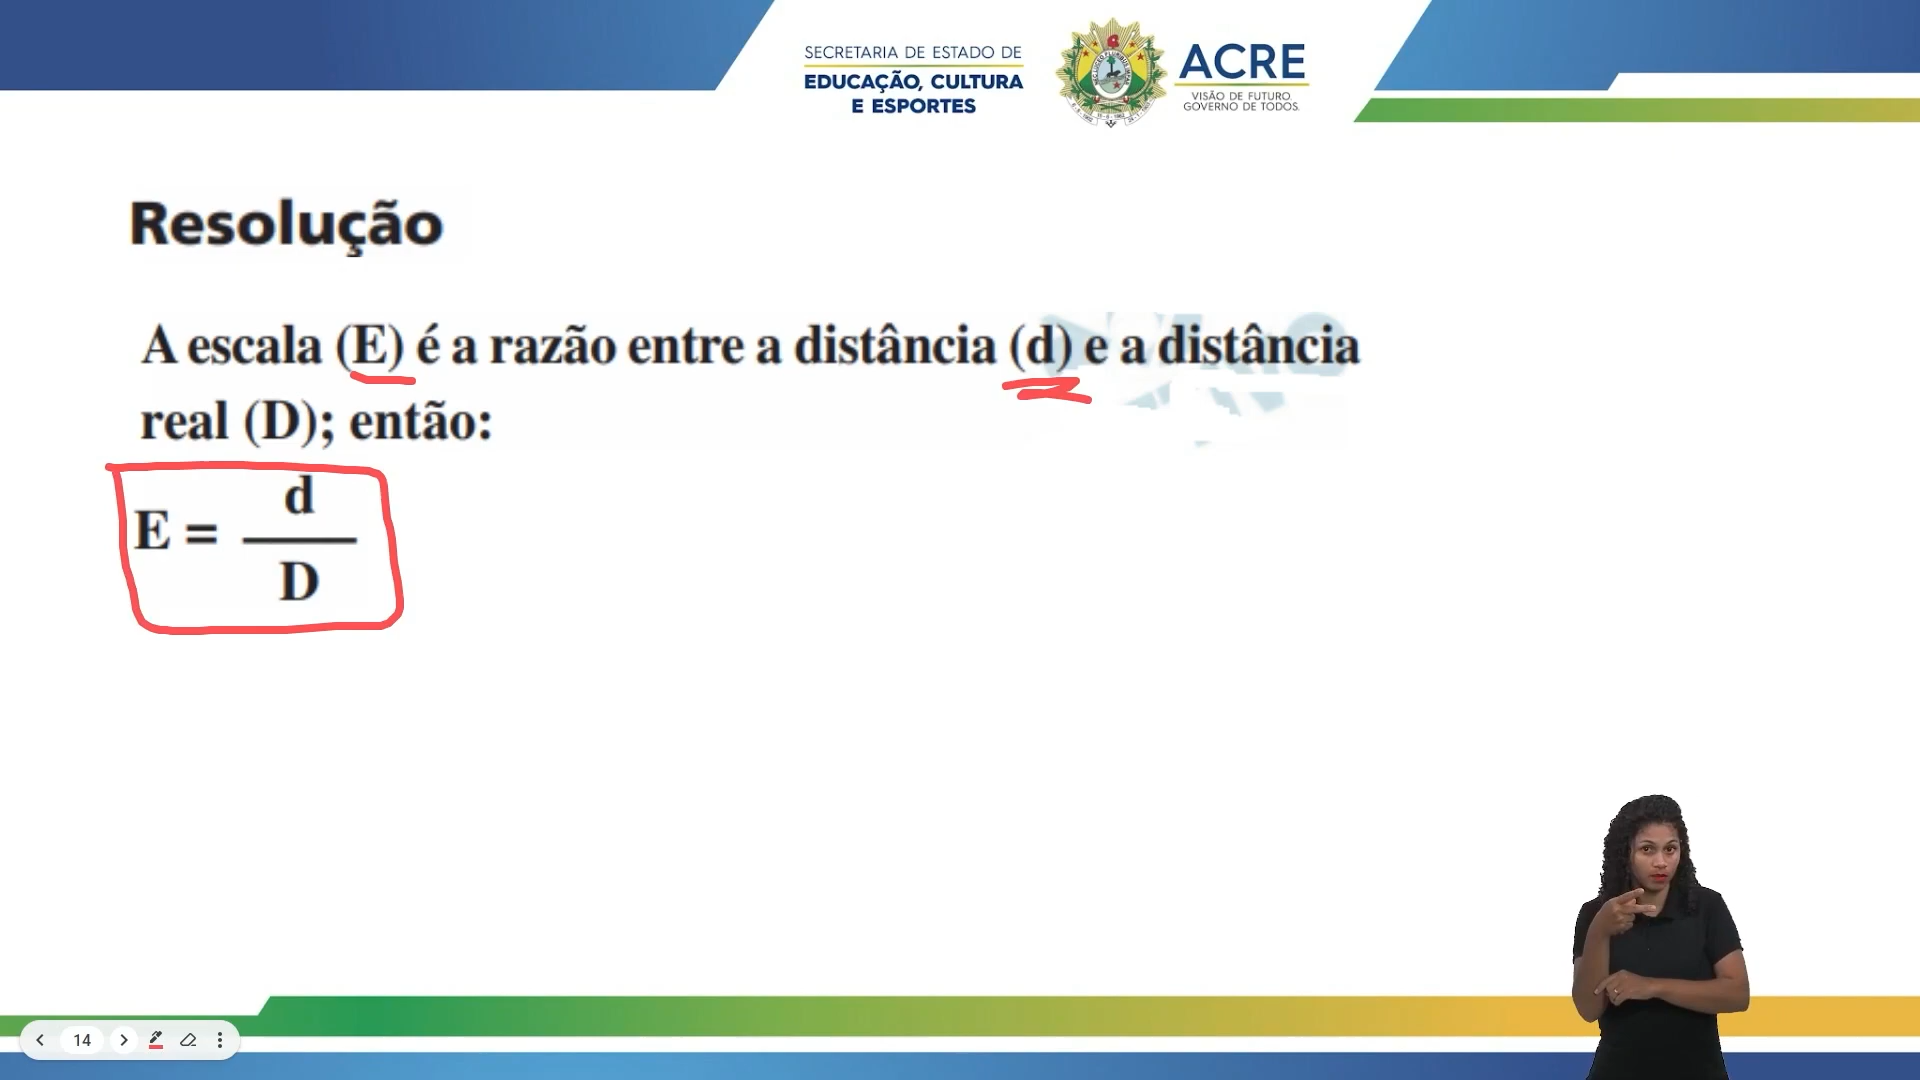 SECRETARIA DE ESTADO DE
EDUCAÇÃO, CULTURA
E ESPORTES
ACRE
VISÃO DE FUTURO.
GOVERNO DE TODOS.
Resolução
A escala (E) é a razão entre a distância (d) e a distância
real (D); então:
E = d
D
14